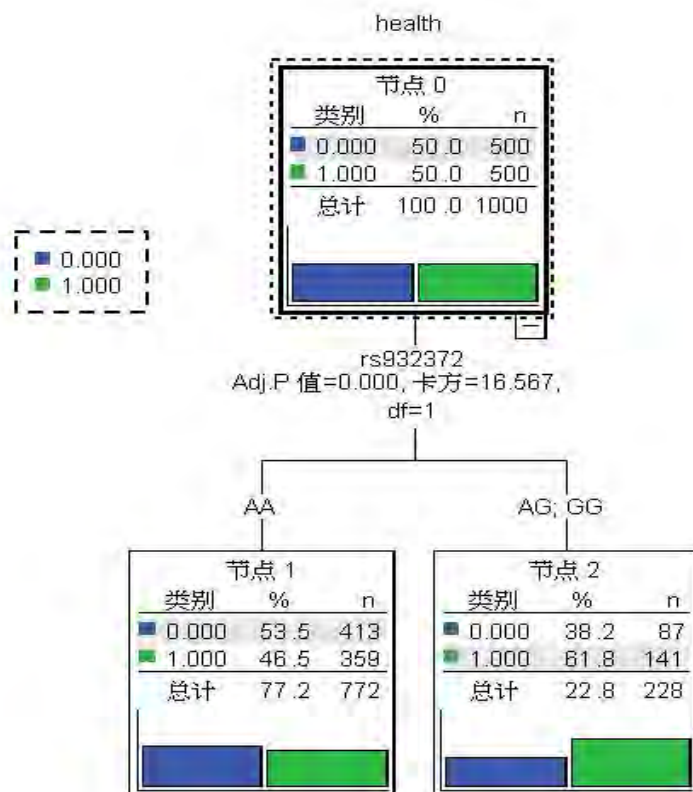 health
节点 0
类别 % n
0.000 50.0 500
1.000 50.0 500
总计 100.0 1000
0.000
1.000
rs932372
Adj.P 值=0.000, 卡方=16.567,
df=1
AA
AG; GG
节点 1
类别 % n
0.000 53.5 413
1.000 46.5 359
总计 77.2 772
节点 2
类别 % n
0.000 38.2 87
1.000 61.8 141
总计 22.8 228